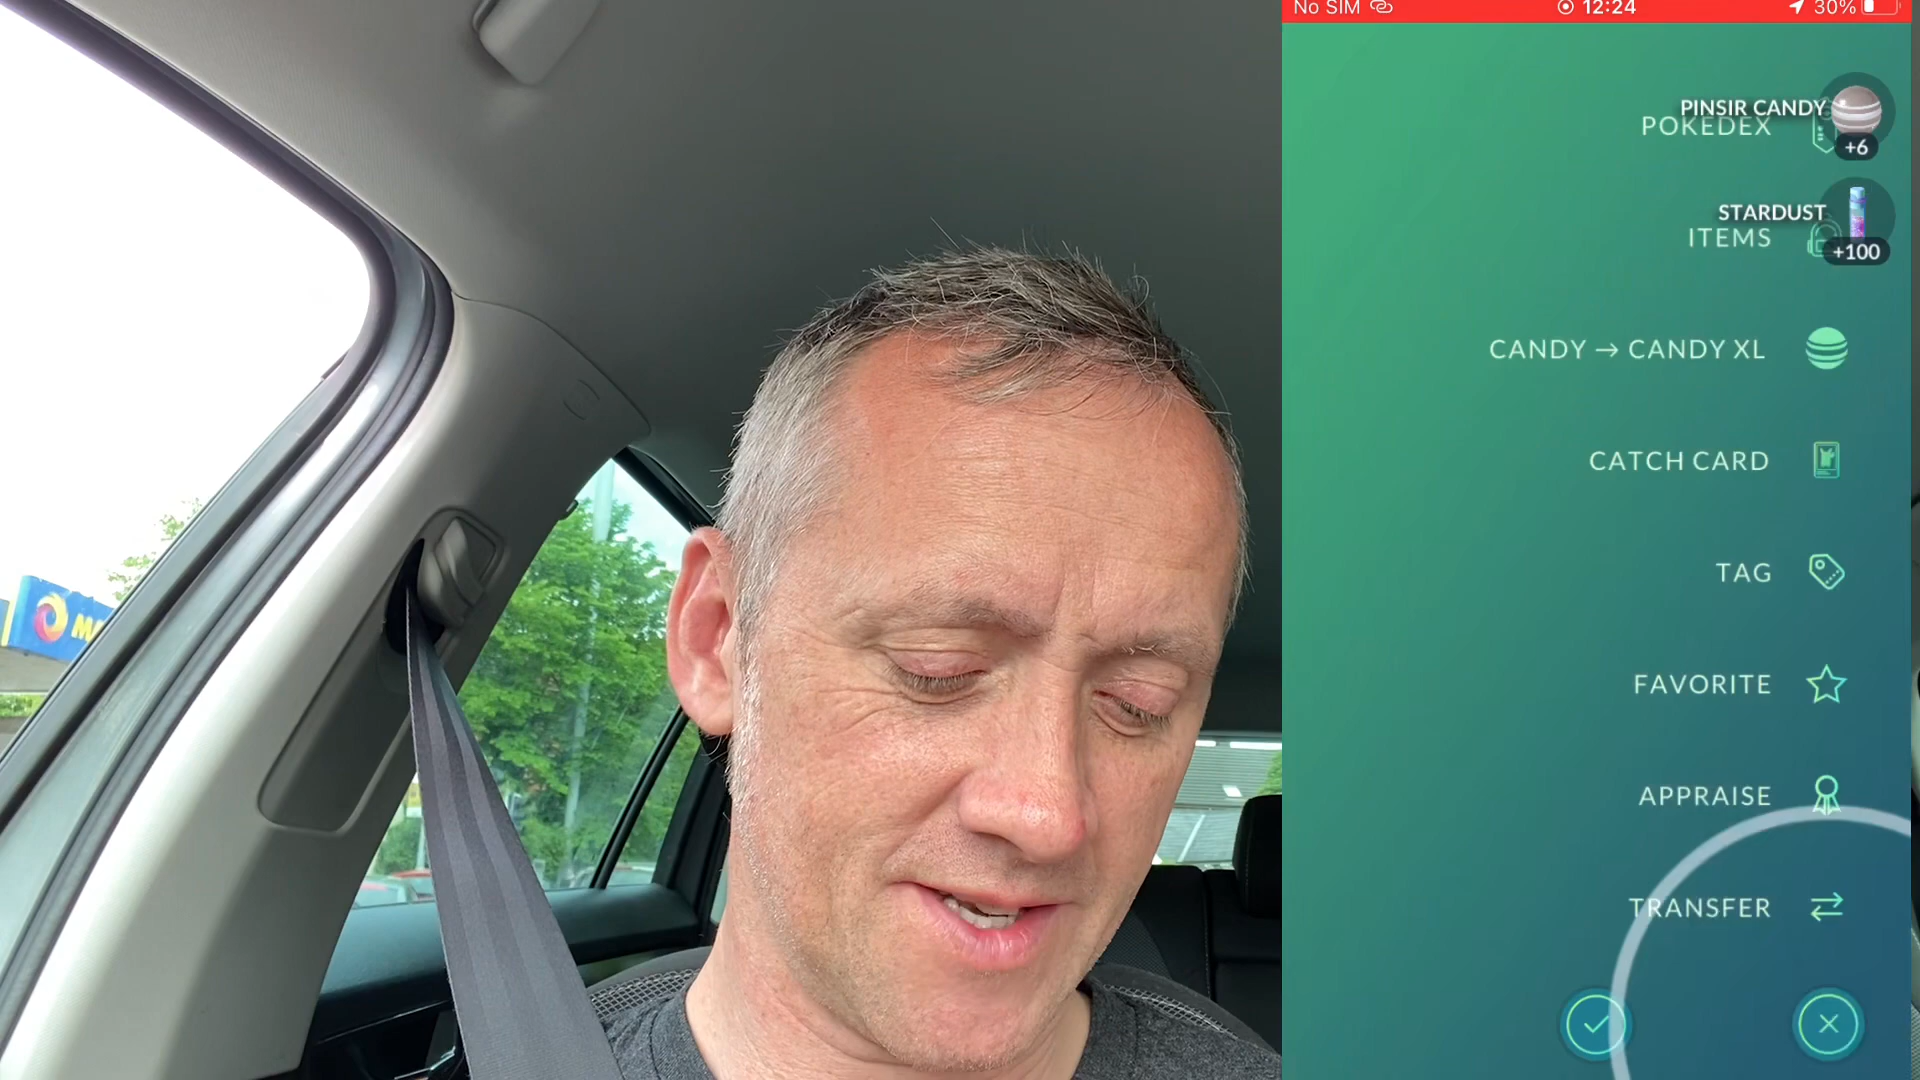 No SIM 12:24 30%
PINSIR CANDY
POKÉDEX
+6
STARDUST
ITEMS
+100
CANDY → CANDY XL
CATCH CARD
TAG
FAVORITE
APPRAISE
TRANSFER